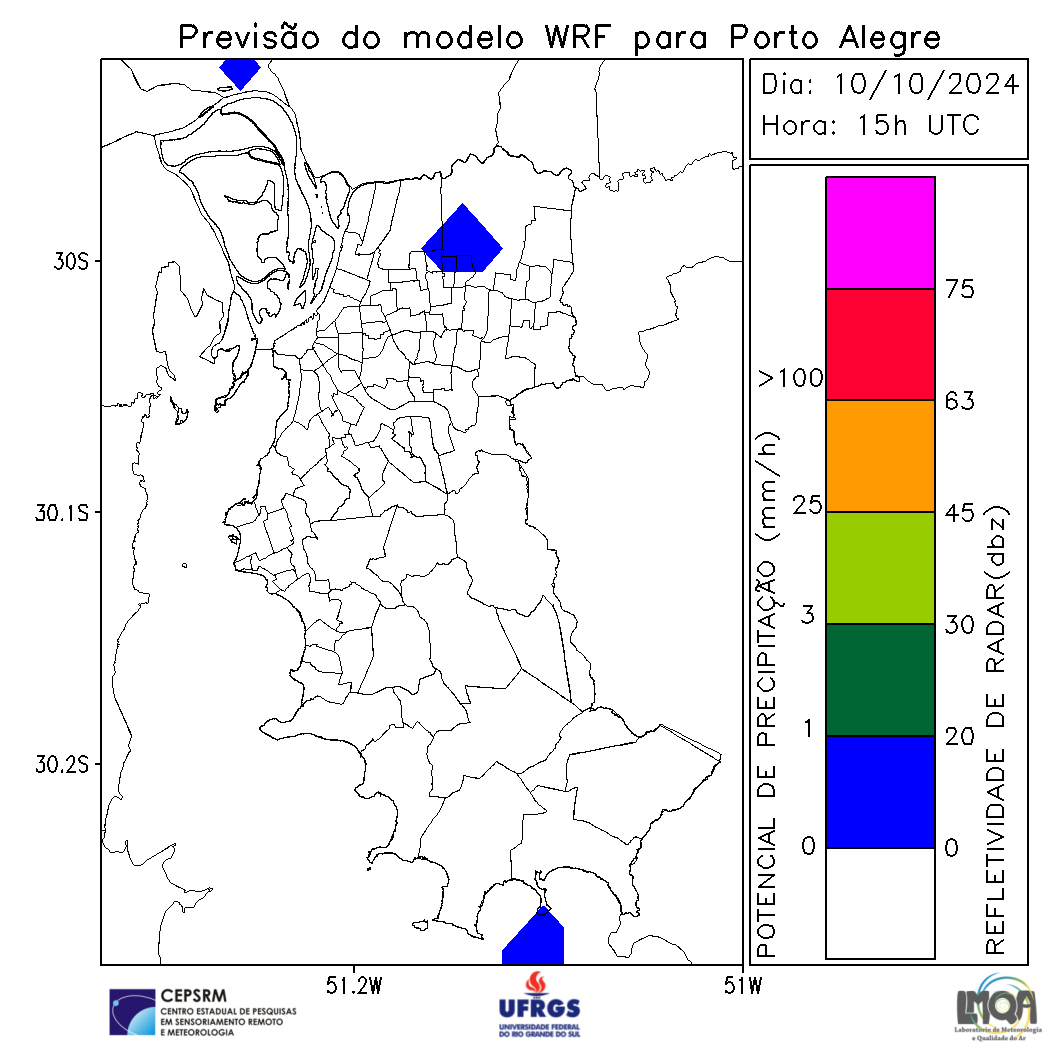 Previsão do modelo WRF para Porto Alegre
Dia: 10/10/2024
Hora: 15h UTC
30S
30.1S
30.2S
51.2W
51W
POTENCIAL DE PRECIPITAÇÃO (mm/h)
>100
25
3
1
0
75
63
45
30
20
0
REFLETIVIDADE DE RADAR(dbz)
CEPSRM
CENTRO ESTADUAL DE PESQUISAS
EM SENSORIAMENTO REMOTO
E METEOROLOGIA
UFRGS
UNIVERSIDADE FEDERAL
DO RIO GRANDE DO SUL
LMQA
Laboratório de Meteorologia
e Qualidade do Ar